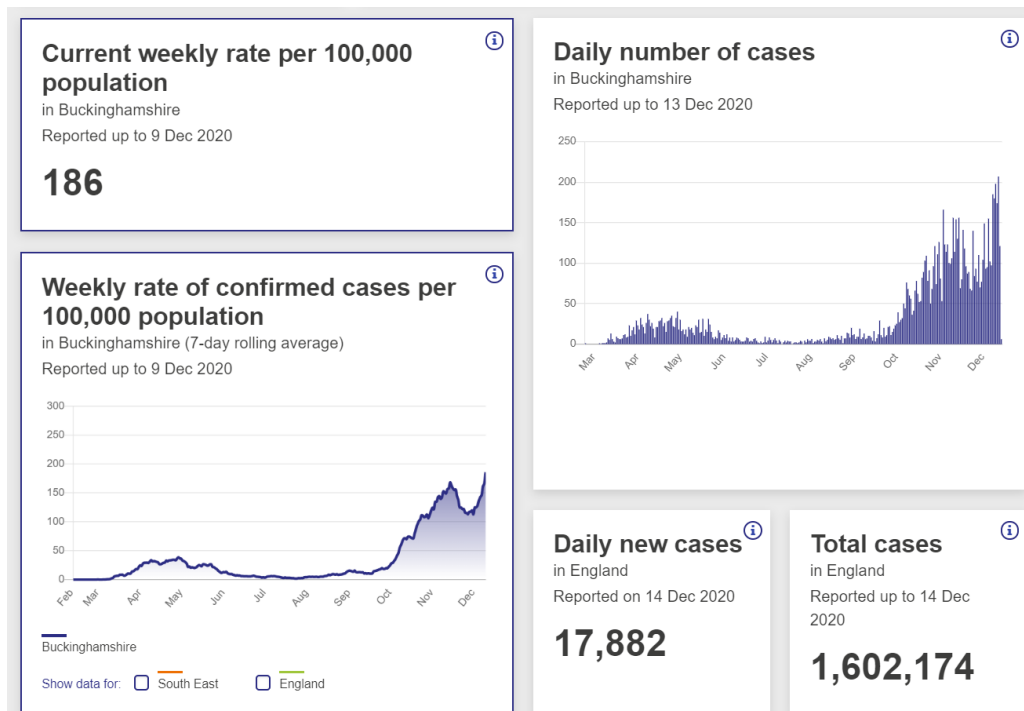 Current weekly rate per 100,000
population
in Buckinghamshire
Reported up to 9 Dec 2020
186
Weekly rate of confirmed cases per
100,000 population
in Buckinghamshire (7-day rolling average)
Reported up to 9 Dec 2020
300
250
200
150
100
50
0
Feb
Mar
Apr
May
Jun
Jul
Aug
Sep
Oct
Nov
Dec
Buckinghamshire
Show data for: South East England
Daily number of cases
in Buckinghamshire
Reported up to 13 Dec 2020
250
200
150
100
50
0
Mar
Apr
May
Jun
Jul
Aug
Sep
Oct
Nov
Dec
Daily new cases
in England
Reported on 14 Dec 2020
17,882
Total cases
in England
Reported up to 14 Dec
2020
1,602,174